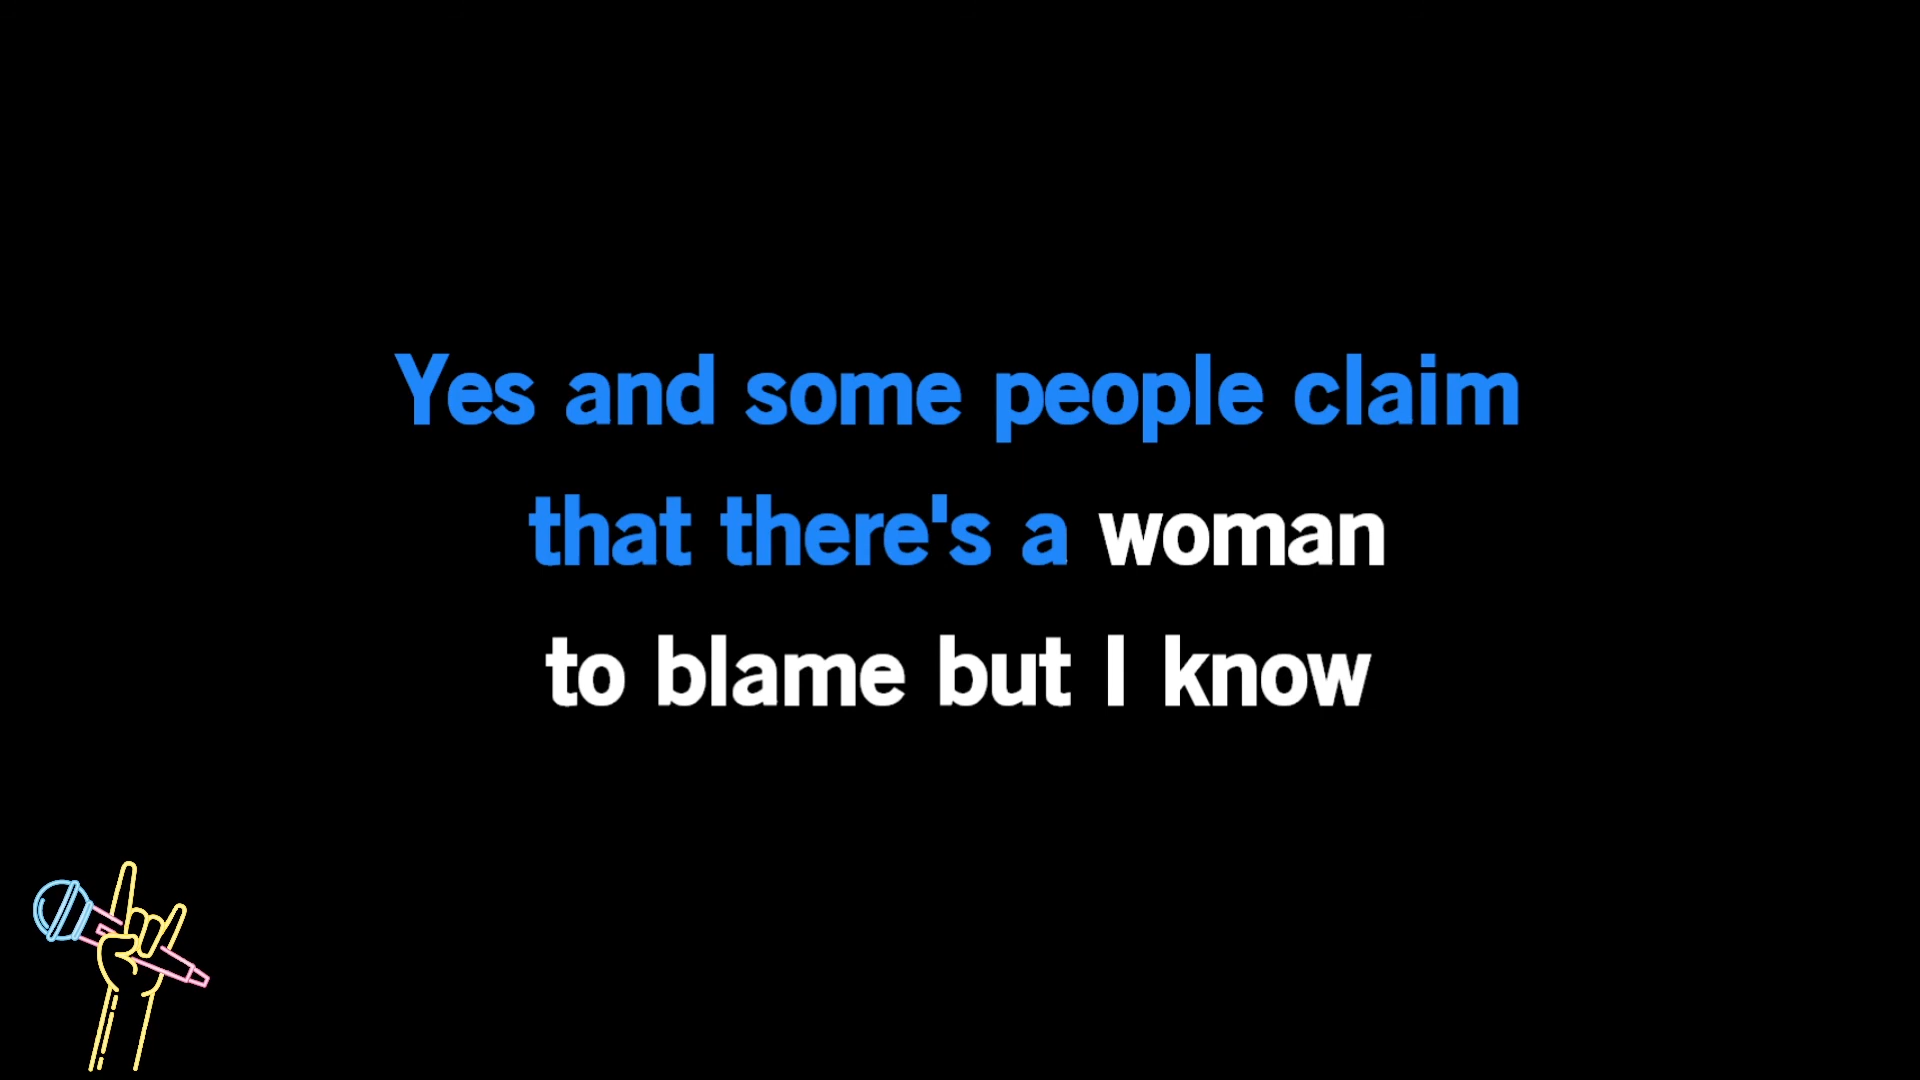 Yes and some people claim
that there's a woman
to blame but I know